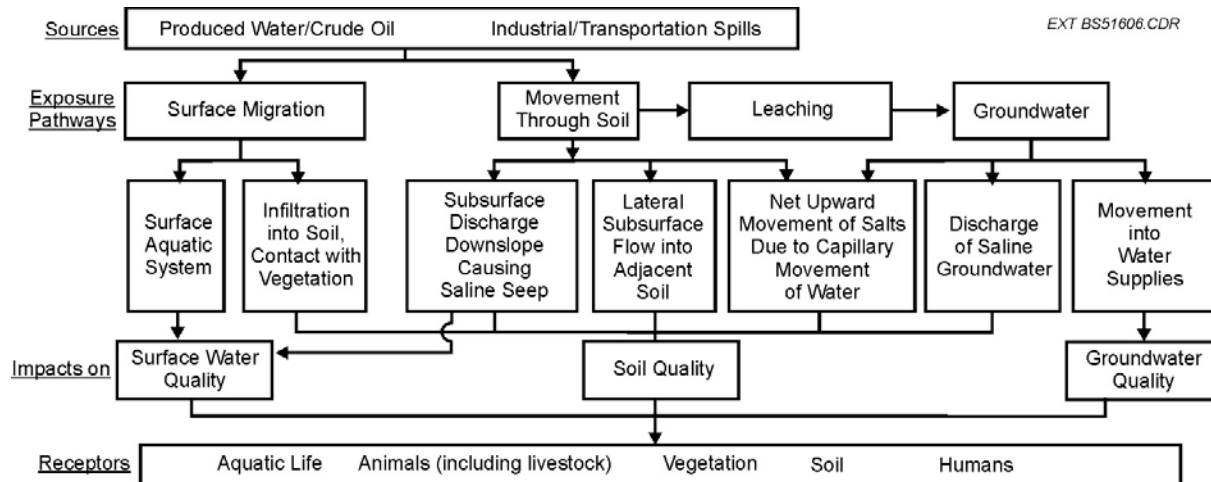 Sources
Produced Water/Crude Oil
Industrial/Transportation Spills
EXT BS51606.CDR
Exposure
Pathways
Surface Migration
Movement
Through Soil
Leaching
Groundwater
Surface
Aquatic
System
Infiltration
into Soil,
Contact with
Vegetation
Subsurface
Discharge
Downslope
Causing
Saline Seep
Lateral
Subsurface
Flow into
Adjacent
Soil
Net Upward
Movement of Salts
Due to Capillary
Movement
of Water
Discharge
of Saline
Groundwater
Movement
into
Water
Supplies
Impacts on
Surface Water
Quality
Soil Quality
Groundwater
Quality
Receptors
Aquatic Life
Animals (including livestock)
Vegetation
Soil
Humans